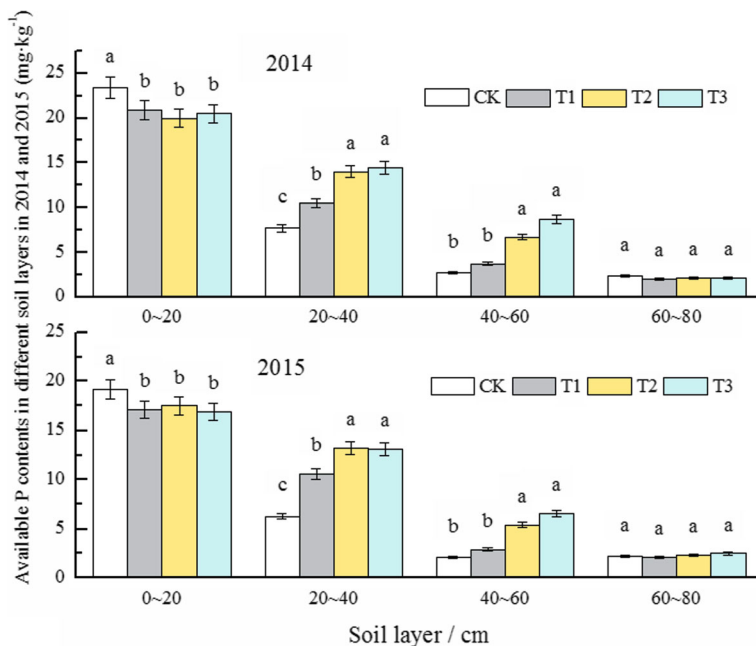 Available P contents in different soil layers in 2014 and 2015 (mg·kg⁻¹)
2014
CK T1 T2 T3
25
20
15
10
5
0
a b b b
c b a a
b b a a
a a a a
0~20 20~40 40~60 60~80
2015
CK T1 T2 T3
25
20
15
10
5
0
a b b b
c b a a
b b a a
a a a a
0~20 20~40 40~60 60~80
Soil layer / cm